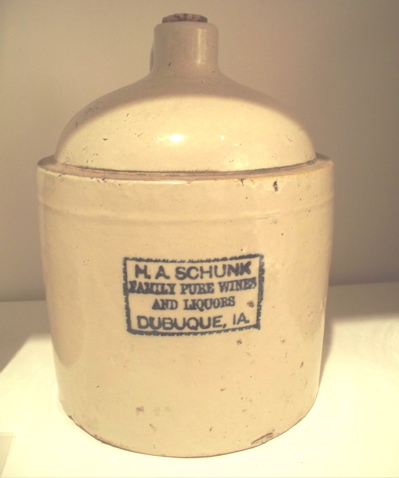 H. A. SCHUNK
FAMILY PURE WINES
AND LIQUORS
DUBUQUE, IA.